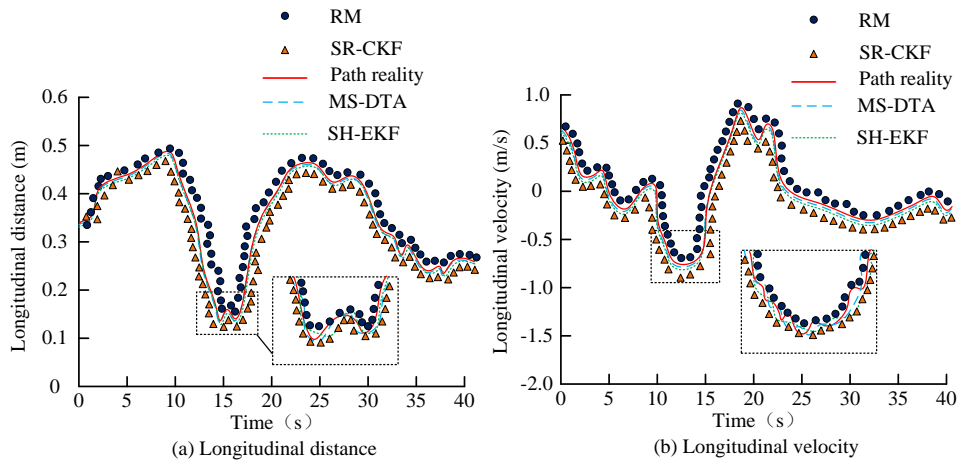 RM
SR-CKF
Path reality
MS-DTA
SH-EKF
0.6
0.5
0.4
0.3
0.2
0.1
0
Longitudinal distance (m)
0 5 10 15 20 25 30 35 40
Time（s）
(a) Longitudinal distance
RM
SR-CKF
Path reality
MS-DTA
SH-EKF
1.0
0.5
0
-0.5
-1.0
-1.5
-2.0
Longitudinal velocity (m/s)
0 5 10 15 20 25 30 35 40
Time（s）
(b) Longitudinal velocity